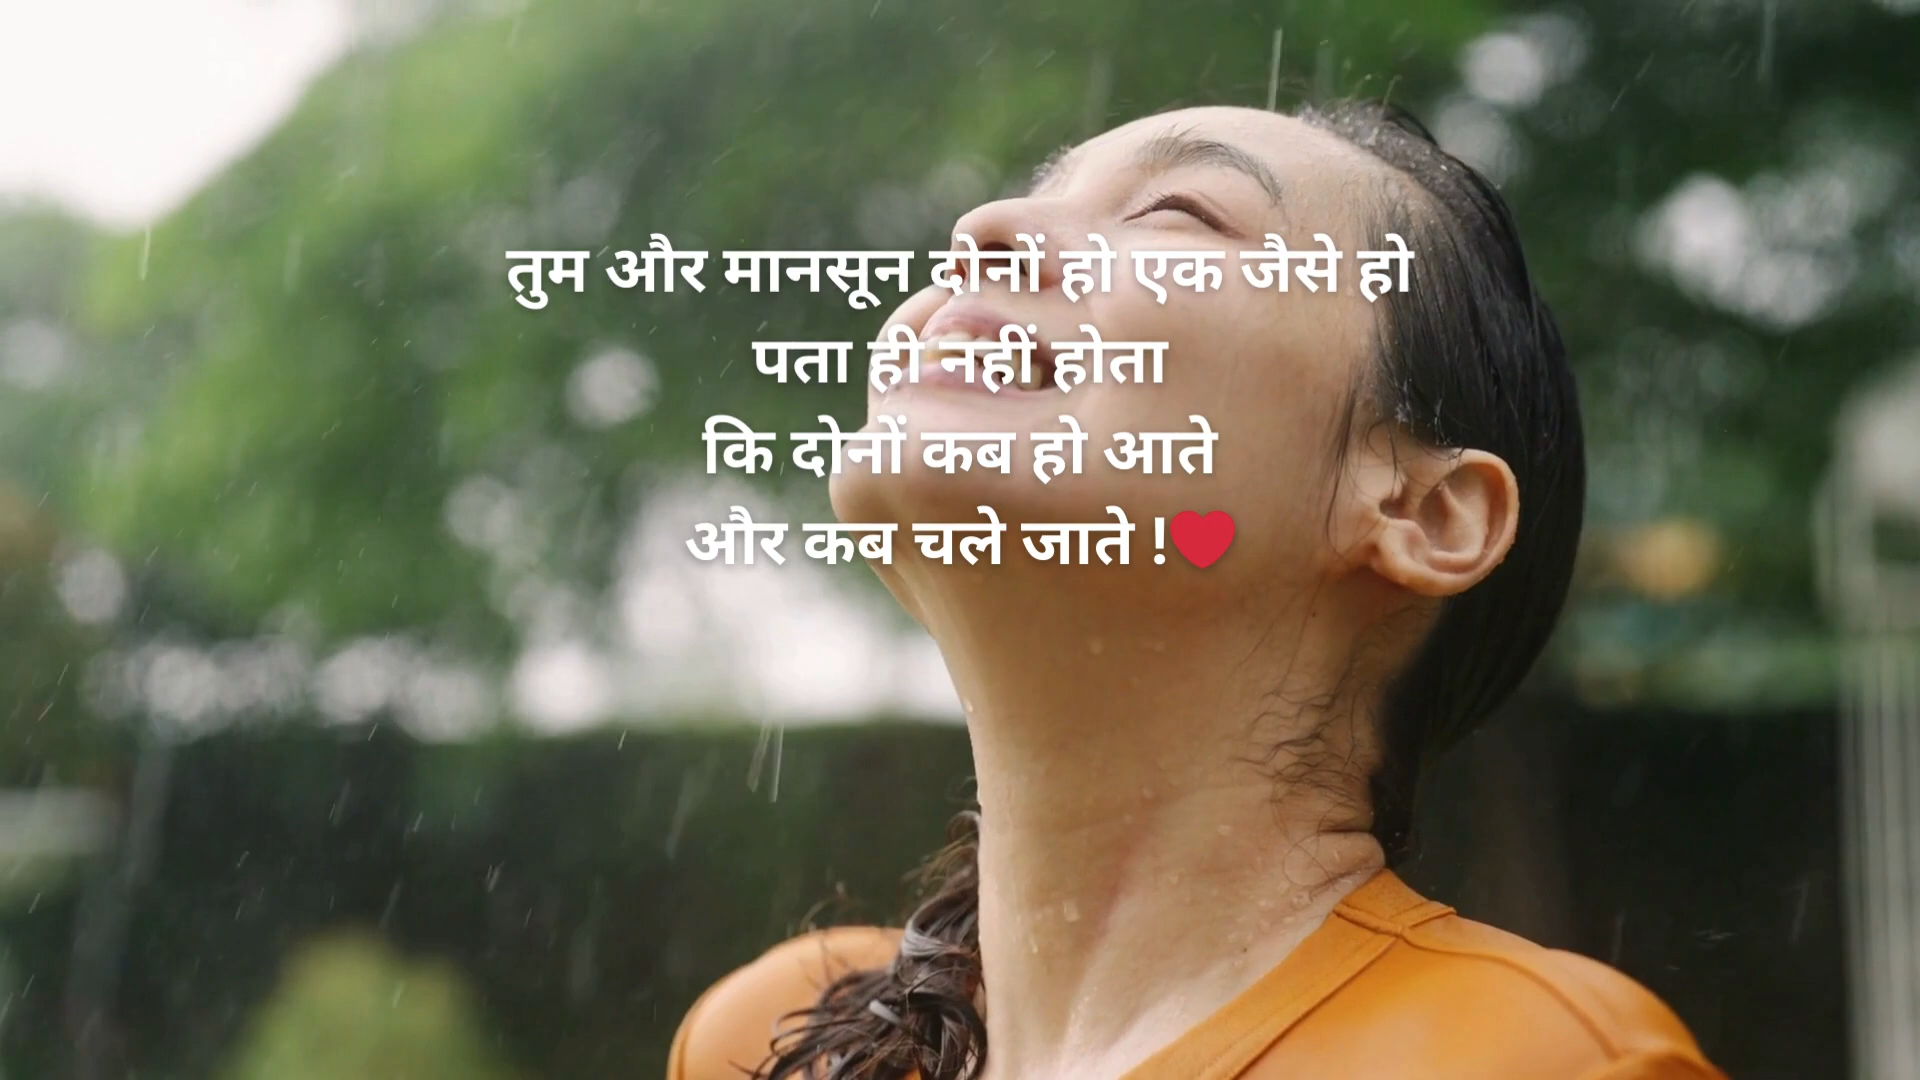 तुम और मानसून दोनों हो एक जैसे हो
पता ही नहीं होता
कि दोनों कब हो आते
और कब चले जाते !❤️